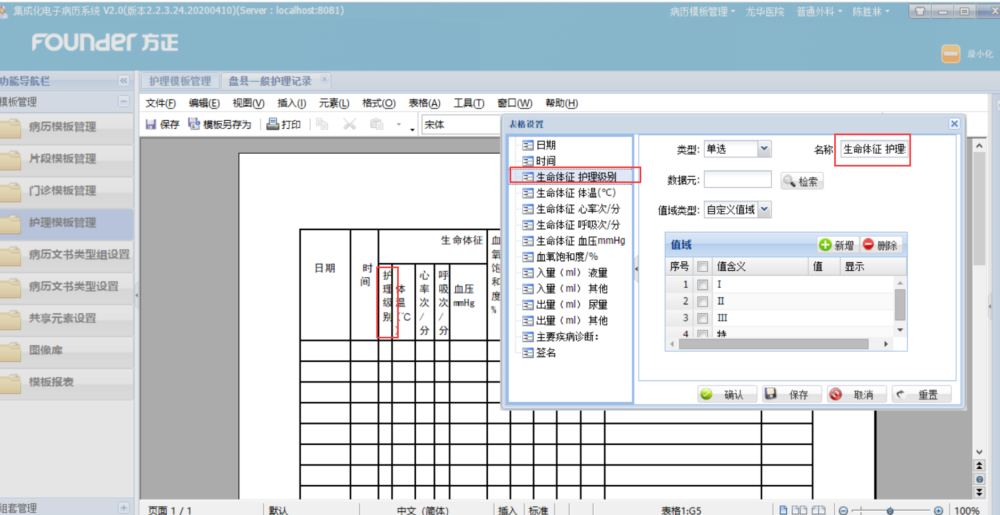 集成化电子病历系统 V2.0(版本2.2.3.24.20200410)(Server : localhost:8081)
病历模板管理 龙华医院 普通外科 陈胜林
FOUNDER 方正
最小化
功能导航栏
模板管理
病历模板管理
片段模板管理
门诊模板管理
护理模板管理
病历文书类型组设置
病历文书类型设置
共享元素设置
图像库
模板报表
组套管理
护理模板管理 盘县一般护理记录
文件(F) 编辑(E) 视图(V) 插入(I) 元素(L) 格式(O) 表格(A) 工具(T) 窗口(W) 帮助(H)
保存 模板另存为 打印 宋体
日期
时间
生命体征
护理级别
体温(℃)
心率次/分
呼吸次/分
血压mmHg
血氧饱和度%
表格设置
日期
时间
生命体征 护理级别
生命体征 体温(℃)
生命体征 心率次/分
生命体征 呼吸次/分
生命体征 血压mmHg
血氧饱和度/%
入量（ml） 液量
入量（ml） 其他
出量（ml） 尿量
出量（ml） 其他
主要疾病诊断:
签名
类型: 单选 名称: 生命体征 护理
数据元: 检索
值域类型: 自定义值域
值域 新增 删除
序号 值含义 值 显示
1 I
2 II
3 III
4 特
确认 保存 取消 重置
页面 1 / 1 默认 中文（简体） 插入 标准 表格1:G5 100%